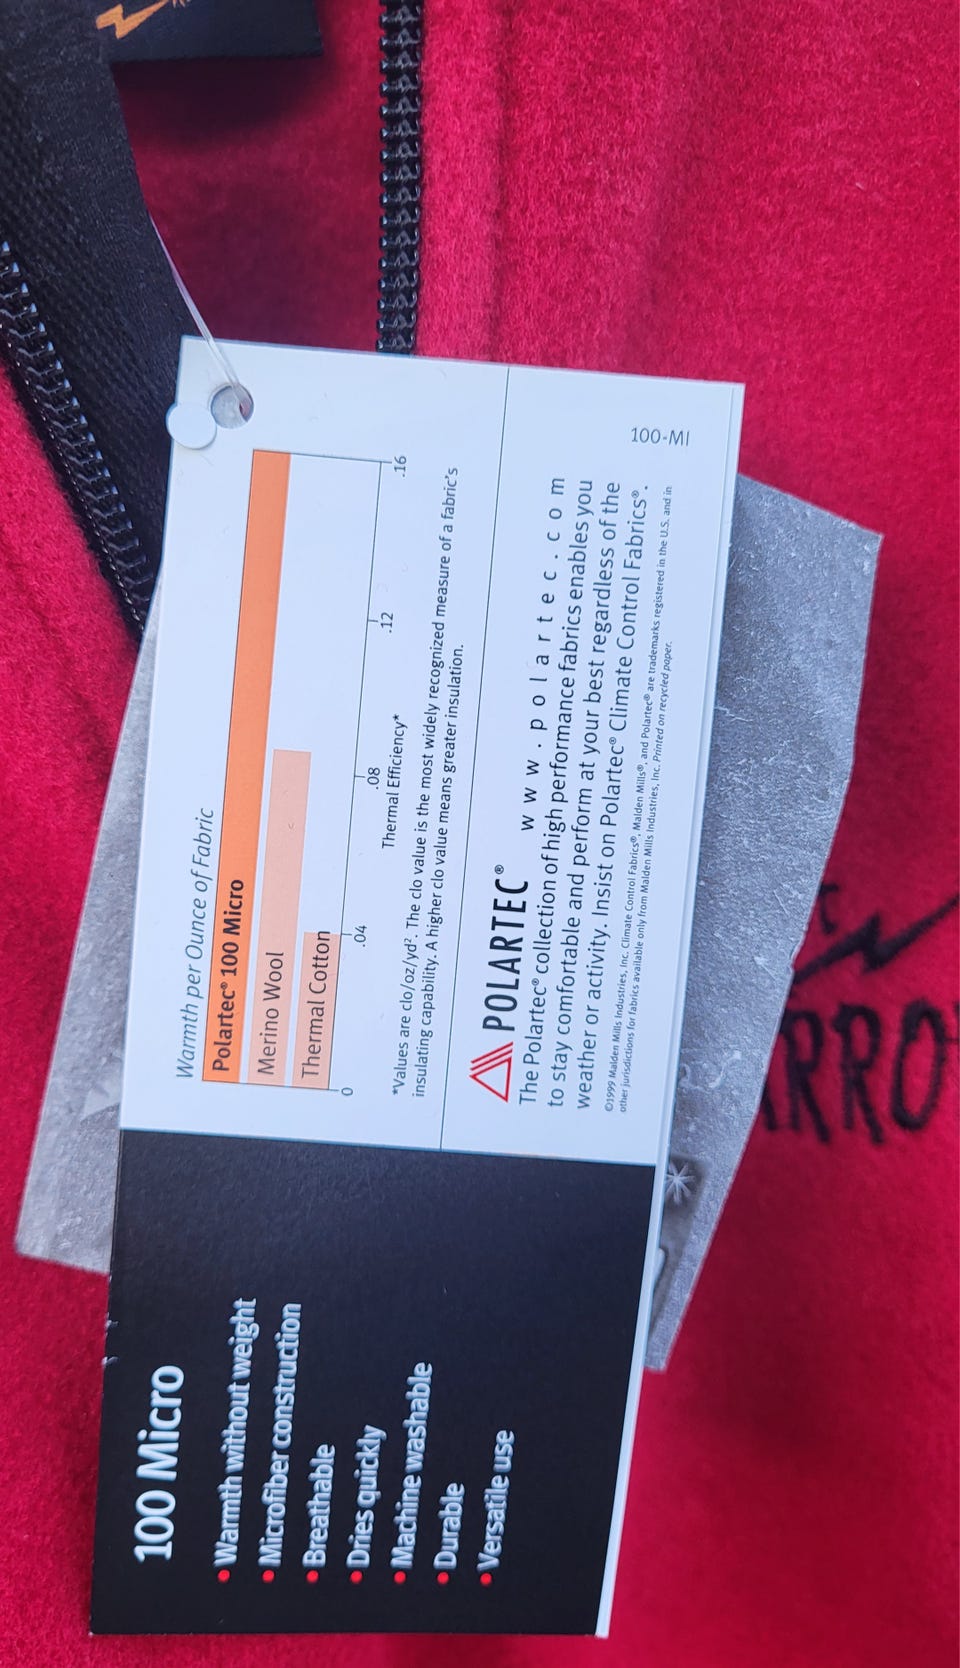 100 Micro
• Warmth without weight
• Microfiber construction
• Breathable
• Dries quickly
• Machine washable
• Durable
• Versatile use
Warmth per Ounce of Fabric
Polartec® 100 Micro
Merino Wool
Thermal Cotton
0 .04 .08 .12 .16
Thermal Efficiency*
*Values are clo/oz/yd². The clo value is the most widely recognized measure of a fabric's
insulating capability. A higher clo value means greater insulation.
POLARTEC® www.polartec.com
The Polartec® collection of high performance fabrics enables you
to stay comfortable and perform at your best regardless of the
weather or activity. Insist on Polartec® Climate Control Fabrics®.
©1999 Malden Mills Industries, Inc. Climate Control Fabrics®, Malden Mills®, and Polartec® are trademarks registered in the U.S. and in
other jurisdictions for fabrics available only from Malden Mills Industries, Inc. Printed on recycled paper.
100-MI